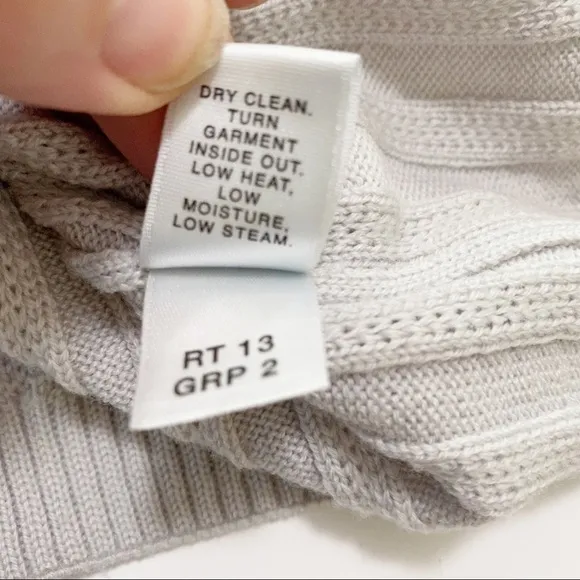 DRY CLEAN.
TURN
GARMENT
INSIDE OUT.
LOW HEAT,
LOW
MOISTURE,
LOW STEAM.
RT 13
GRP 2